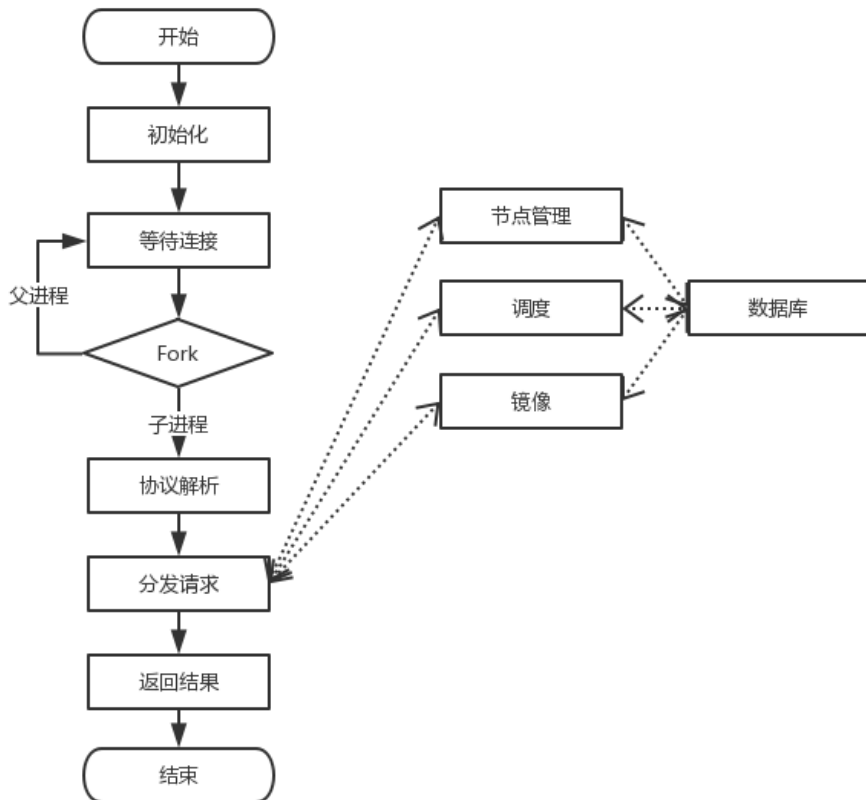 开始
初始化
等待连接
父进程
Fork
子进程
协议解析
分发请求
返回结果
结束
节点管理
调度
镜像
数据库